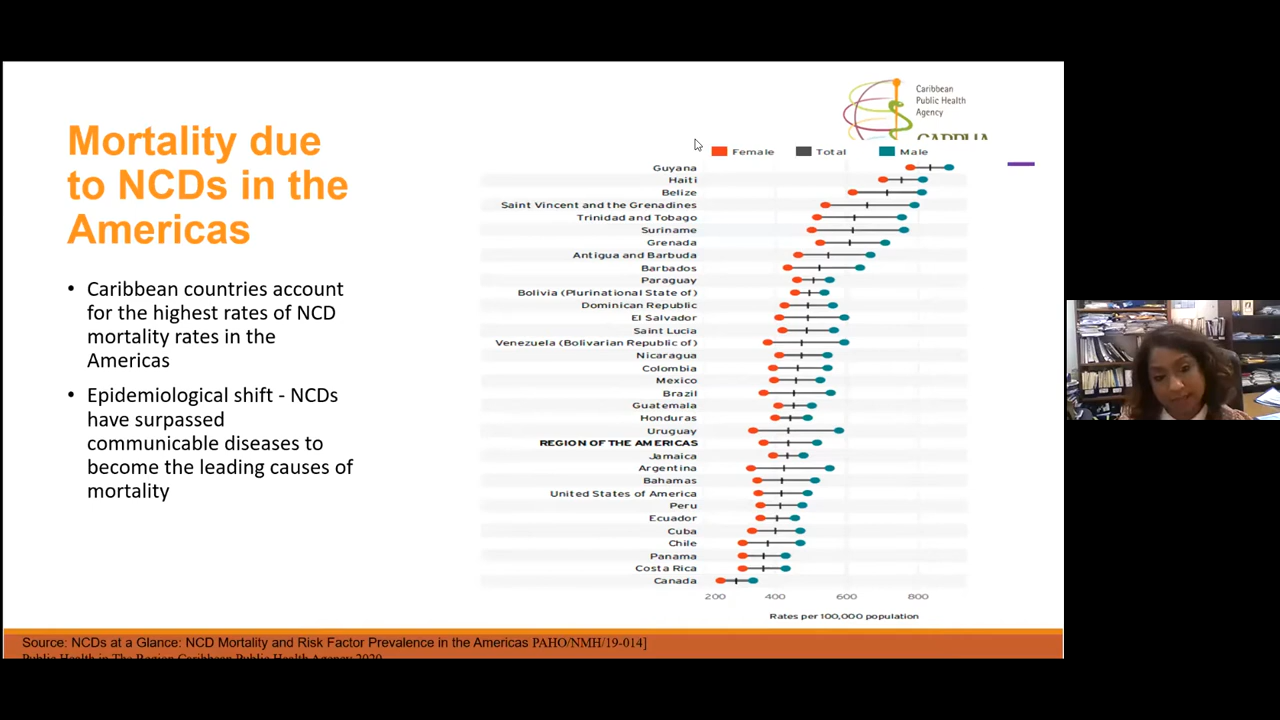 Mortality due
to NCDs in the
Americas
• Caribbean countries account
for the highest rates of NCD
mortality rates in the
Americas
• Epidemiological shift - NCDs
have surpassed
communicable diseases to
become the leading causes of
mortality
Caribbean
Public Health
Agency
CARPHA
Female Total Male
Guyana
Haiti
Belize
Saint Vincent and the Grenadines
Trinidad and Tobago
Suriname
Grenada
Antigua and Barbuda
Barbados
Paraguay
Bolivia (Plurinational State of)
Dominican Republic
El Salvador
Saint Lucia
Venezuela (Bolivarian Republic of)
Nicaragua
Colombia
Mexico
Brazil
Guatemala
Honduras
Uruguay
REGION OF THE AMERICAS
Jamaica
Argentina
Bahamas
United States of America
Peru
Ecuador
Cuba
Chile
Panama
Costa Rica
Canada
200 400 600 800
Rates per 100,000 population
Source: NCDs at a Glance: NCD Mortality and Risk Factor Prevalence in the Americas PAHO/NMH/19-014]
Public Health in The Region Caribbean Public Health Agency 2020